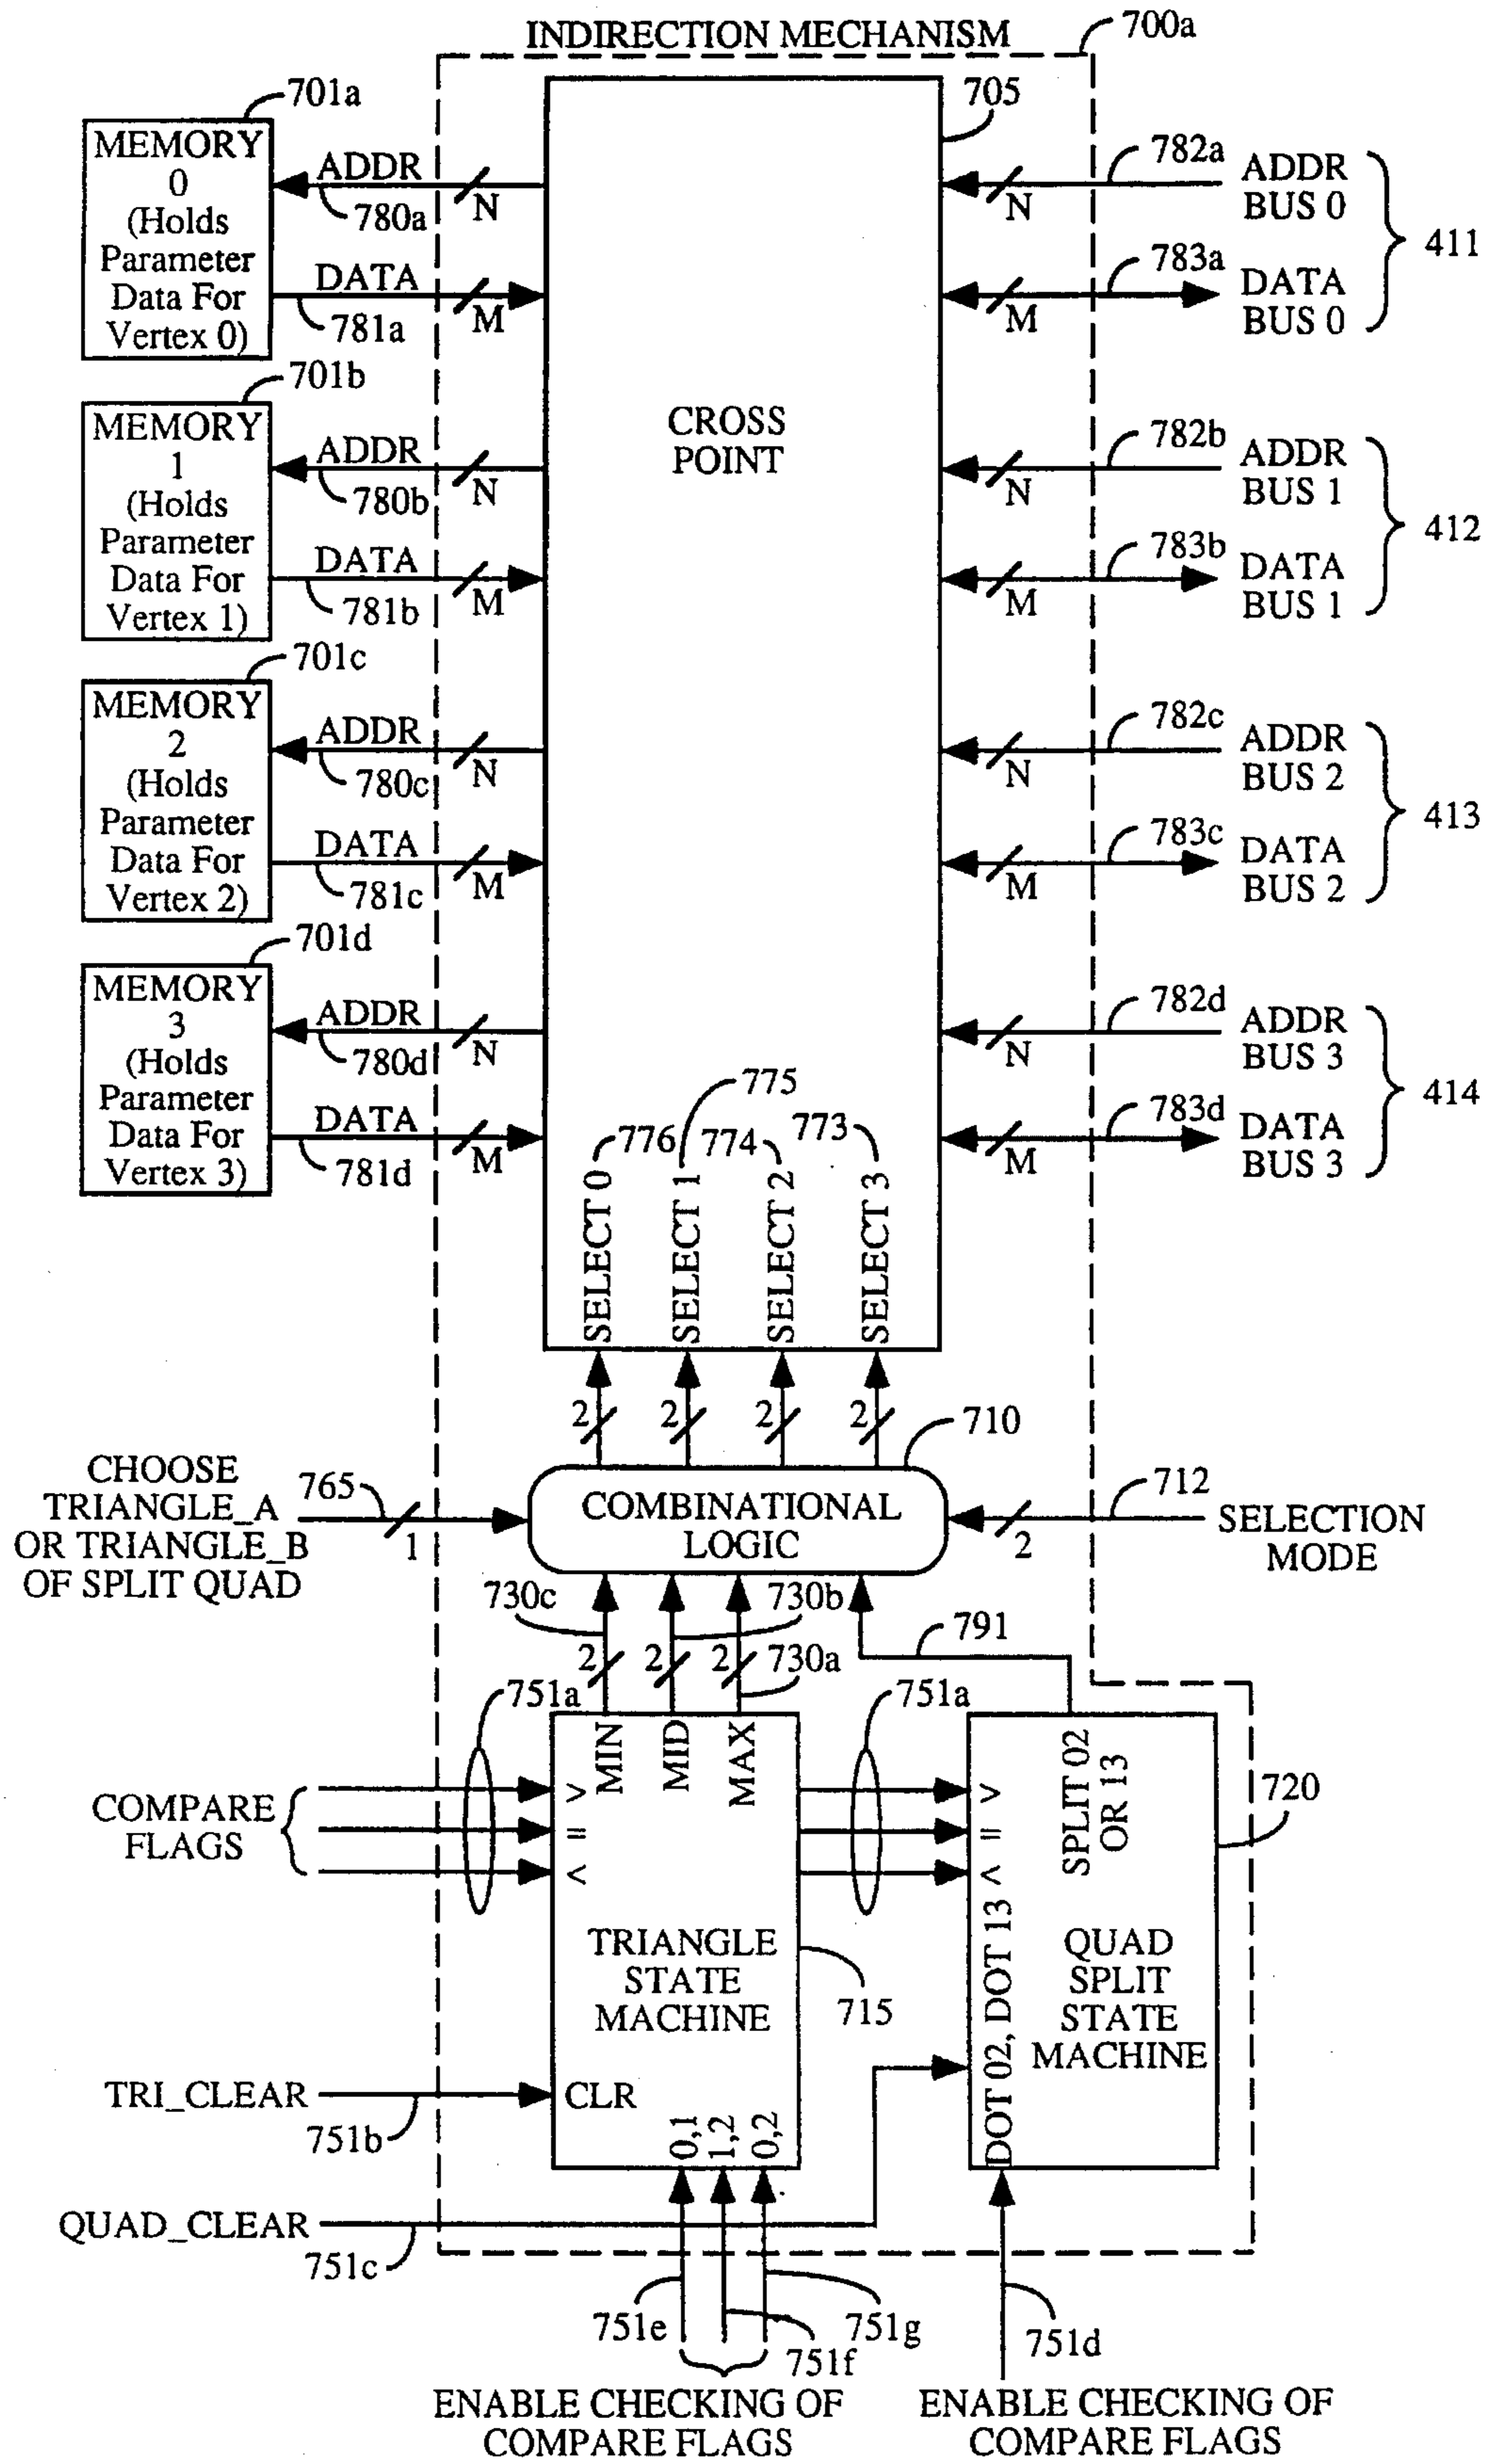 INDIRECTION MECHANISM
700a
701a
MEMORY
0
(Holds
Parameter
Data For
Vertex 0)
ADDR
780a
N
DATA
781a
M
705
782a
N
ADDR
BUS 0
783a
M
DATA
BUS 0
411
701b
MEMORY
1
(Holds
Parameter
Data For
Vertex 1)
ADDR
780b
N
DATA
781b
M
CROSS
POINT
782b
N
ADDR
BUS 1
783b
M
DATA
BUS 1
412
701c
MEMORY
2
(Holds
Parameter
Data For
Vertex 2)
ADDR
780c
N
DATA
781c
M
782c
N
ADDR
BUS 2
783c
M
DATA
BUS 2
413
701d
MEMORY
3
(Holds
Parameter
Data For
Vertex 3)
ADDR
780d
N
DATA
781d
M
782d
N
ADDR
BUS 3
783d
M
DATA
BUS 3
414
776
775
774
773
SELECT 0
SELECT 1
SELECT 2
SELECT 3
2
2
2
2
710
CHOOSE
TRIANGLE_A
OR TRIANGLE_B
OF SPLIT QUAD
765
1
COMBINATIONAL
LOGIC
712
2
SELECTION
MODE
730c
730b
730a
2
2
2
791
751a
751a
MIN
MID
MAX
SPLIT 02
OR 13
720
COMPARE
FLAGS
>
=
<
>
=
<
TRIANGLE
STATE
MACHINE
715
QUAD
SPLIT
STATE
MACHINE
DOT 02, DOT 13
TRI_CLEAR
751b
CLR
0,1
1,2
0,2
QUAD_CLEAR
751c
751e
751f
751g
751d
ENABLE CHECKING OF
COMPARE FLAGS
ENABLE CHECKING OF
COMPARE FLAGS